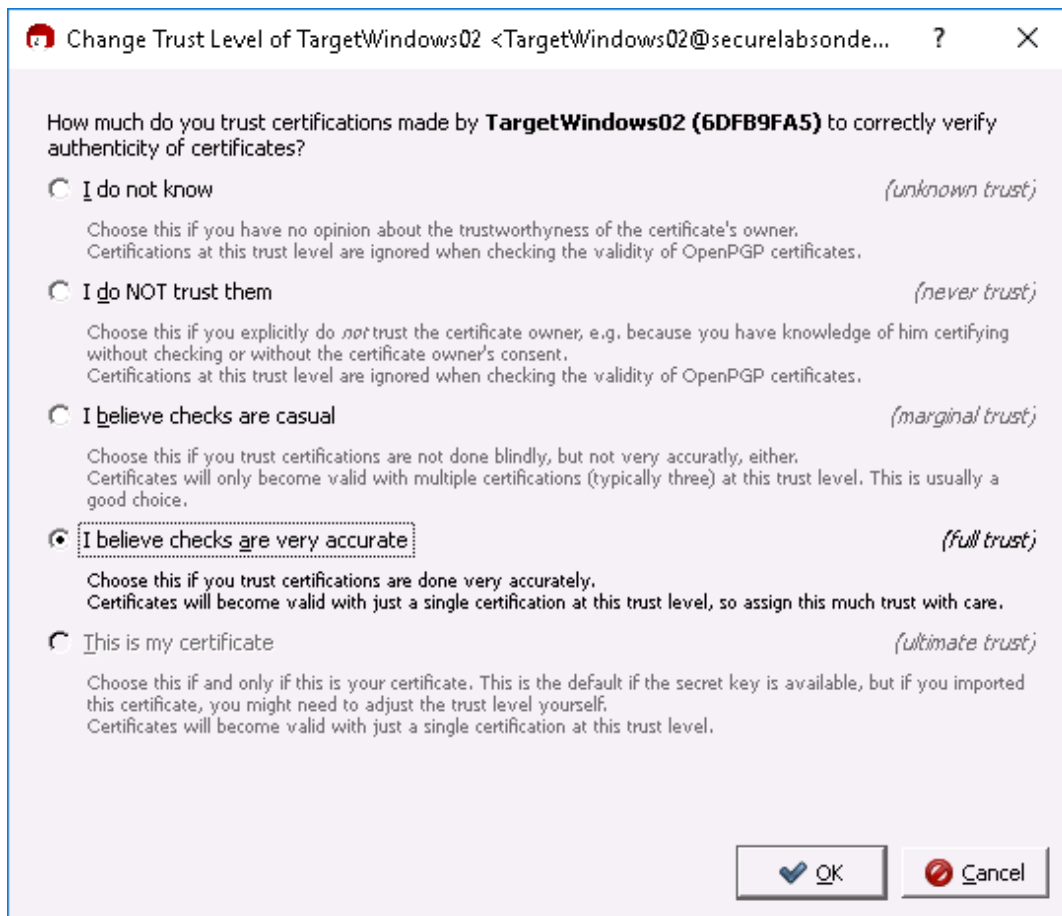 Change Trust Level of TargetWindows02 <TargetWindows02@securelabsonde...
How much do you trust certifications made by TargetWindows02 (6DFB9FA5) to correctly verify
authenticity of certificates?
I do not know (unknown trust)
Choose this if you have no opinion about the trustworthyness of the certificate's owner.
Certifications at this trust level are ignored when checking the validity of OpenPGP certificates.
I do NOT trust them (never trust)
Choose this if you explicitly do not trust the certificate owner, e.g. because you have knowledge of him certifying
without checking or without the certificate owner's consent.
Certifications at this trust level are ignored when checking the validity of OpenPGP certificates.
I believe checks are casual (marginal trust)
Choose this if you trust certifications are not done blindly, but not very accuratly, either.
Certificates will only become valid with multiple certifications (typically three) at this trust level. This is usually a
good choice.
I believe checks are very accurate (full trust)
Choose this if you trust certifications are done very accurately.
Certificates will become valid with just a single certification at this trust level, so assign this much trust with care.
This is my certificate (ultimate trust)
Choose this if and only if this is your certificate. This is the default if the secret key is available, but if you imported
this certificate, you might need to adjust the trust level yourself.
Certificates will become valid with just a single certification at this trust level.
OK Cancel